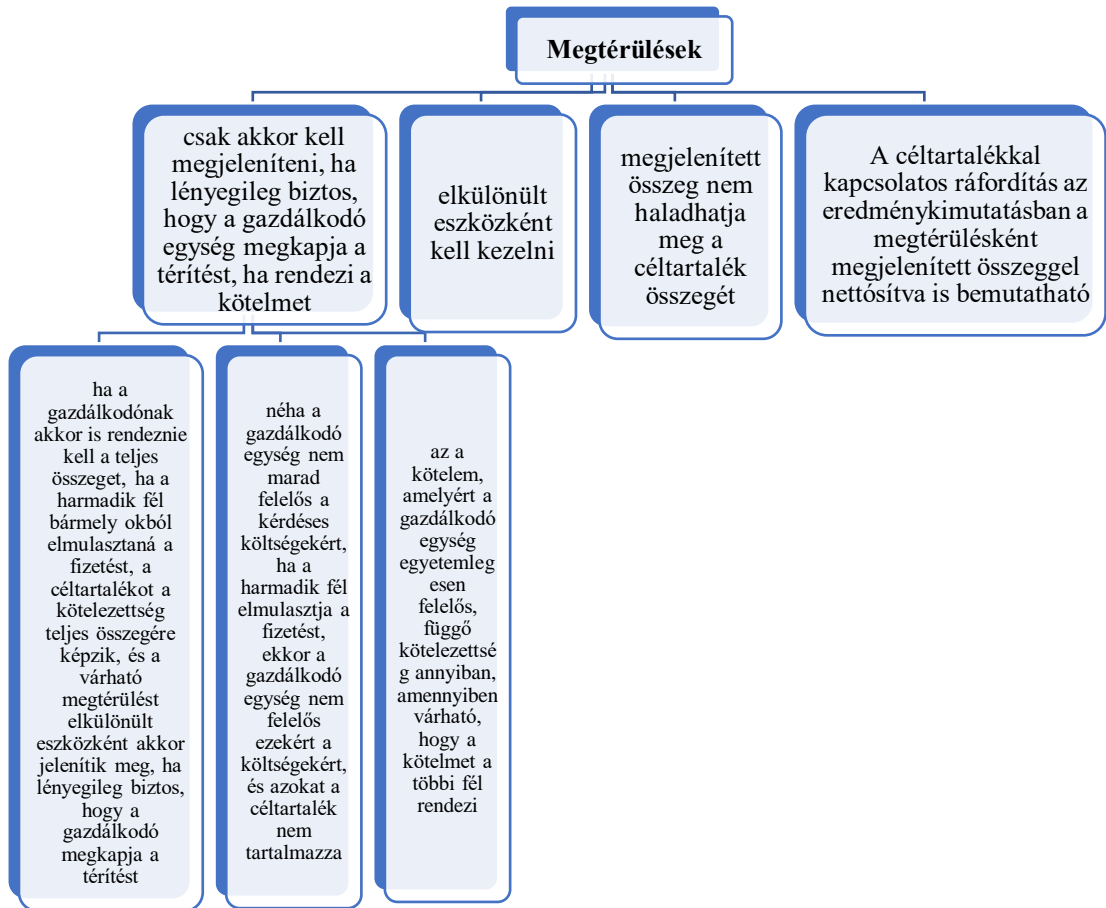 Megtérülések
csak akkor kell
megjeleníteni, ha
lényegileg biztos,
hogy a gazdálkodó
egység megkapja a
térítést, ha rendezi a
kötelmet
elkülönült
eszközként
kell kezelni
megjelenített
összeg nem
haladhatja
meg a
céltartalék
összegét
A céltartalékkal
kapcsolatos ráfordítás az
eredménykimutatásban a
megtérülésként
megjelenített összeggel
nettósítva is bemutatható
ha a
gazdálkodónak
akkor is rendeznie
kell a teljes
összeget, ha a
harmadik fél
bármely okból
elmulasztaná a
fizetést, a
céltartalékot a
kötelezettség
teljes összegére
képzik, és a
várható
megtérülést
elkülönült
eszközként akkor
jelenítik meg, ha
lényegileg biztos,
hogy a
gazdálkodó
megkapja a
térítést
néha a
gazdálkodó
egység nem
marad
felelős a
kérdéses
költségekért,
ha a
harmadik fél
elmulasztja a
fizetést,
ekkor a
gazdálkodó
egység nem
felelős
ezekért a
költségekért,
és azokat a
céltartalék
nem
tartalmazza
az a
kötelem,
amelyért a
gazdálkodó
egység
egyetemleg
esen
felelős,
függő
kötelezettsé
g annyiban,
amennyiben
várható,
hogy a
kötelmet a
többi fél
rendezi